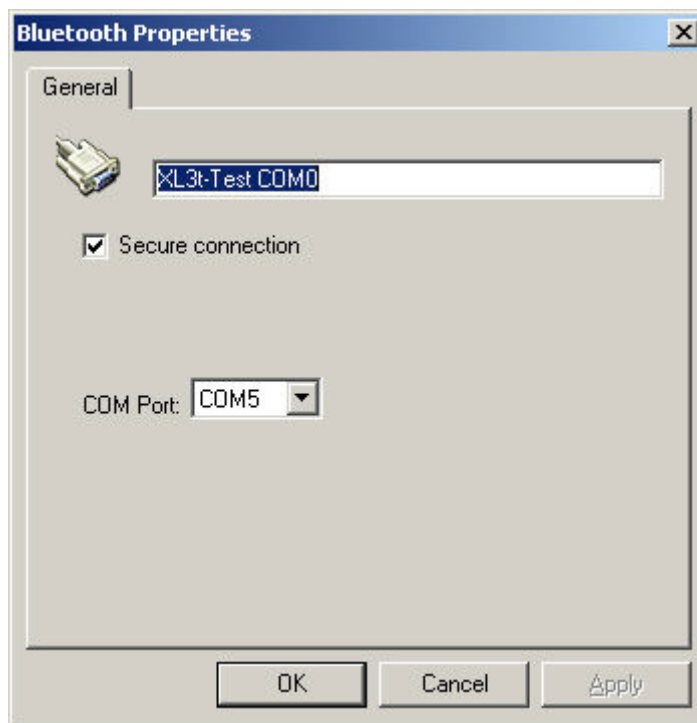 Bluetooth Properties
General
XL3t-Test COM0
Secure connection
COM Port: COM5
OK Cancel Apply